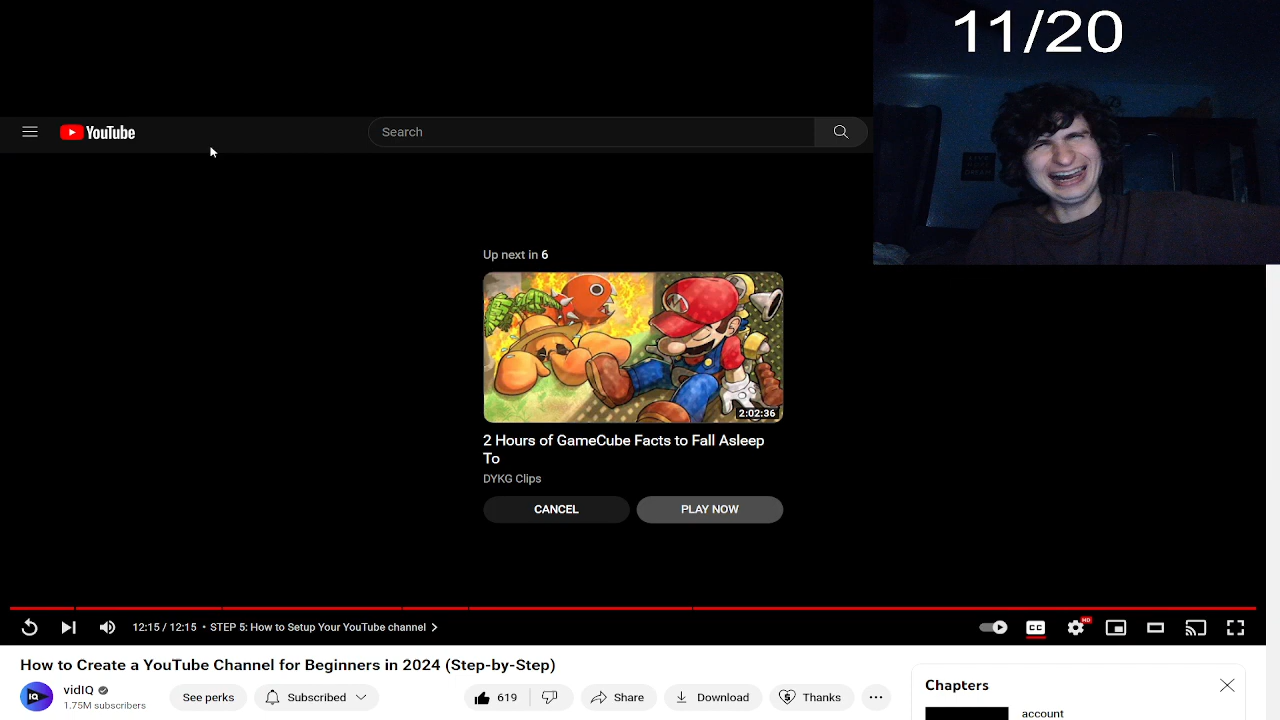 11/20
YouTube
Search
Up next in 6
2:02:36
2 Hours of GameCube Facts to Fall Asleep
To
DYKG Clips
CANCEL
PLAY NOW
12:15 / 12:15 • STEP 5: How to Setup Your YouTube channel
CC
HD
How to Create a YouTube Channel for Beginners in 2024 (Step-by-Step)
IQ
vidIQ
1.75M subscribers
See perks
Subscribed
619
Share
Download
Thanks
Chapters
account